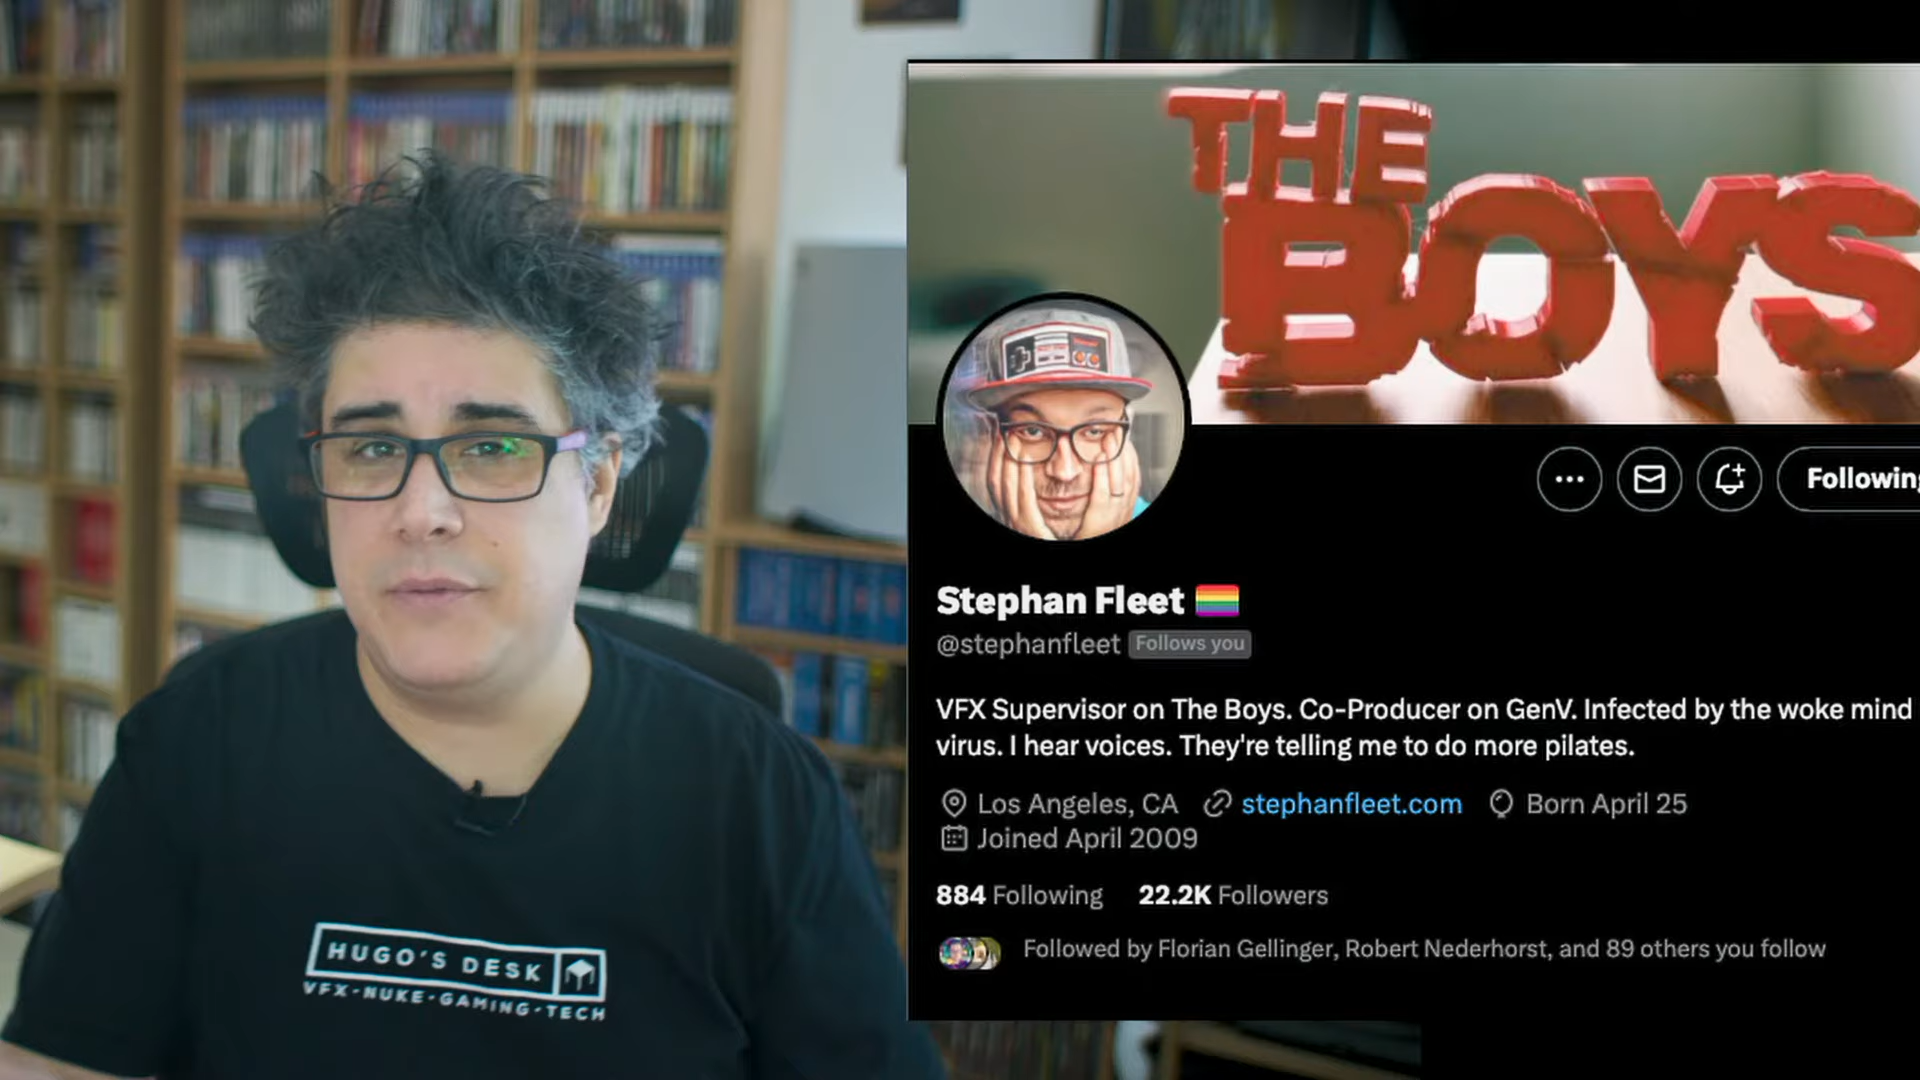 THE
BOYS
Following
Stephan Fleet 🏳️‍🌈
@stephanfleet Follows you
VFX Supervisor on The Boys. Co-Producer on GenV. Infected by the woke mind
virus. I hear voices. They're telling me to do more pilates.
Los Angeles, CA stephanfleet.com Born April 25
Joined April 2009
884 Following 22.2K Followers
Followed by Florian Gellinger, Robert Nederhorst, and 89 others you follow
HUGO'S DESK
VFX-NUKE-GAMING-TECH